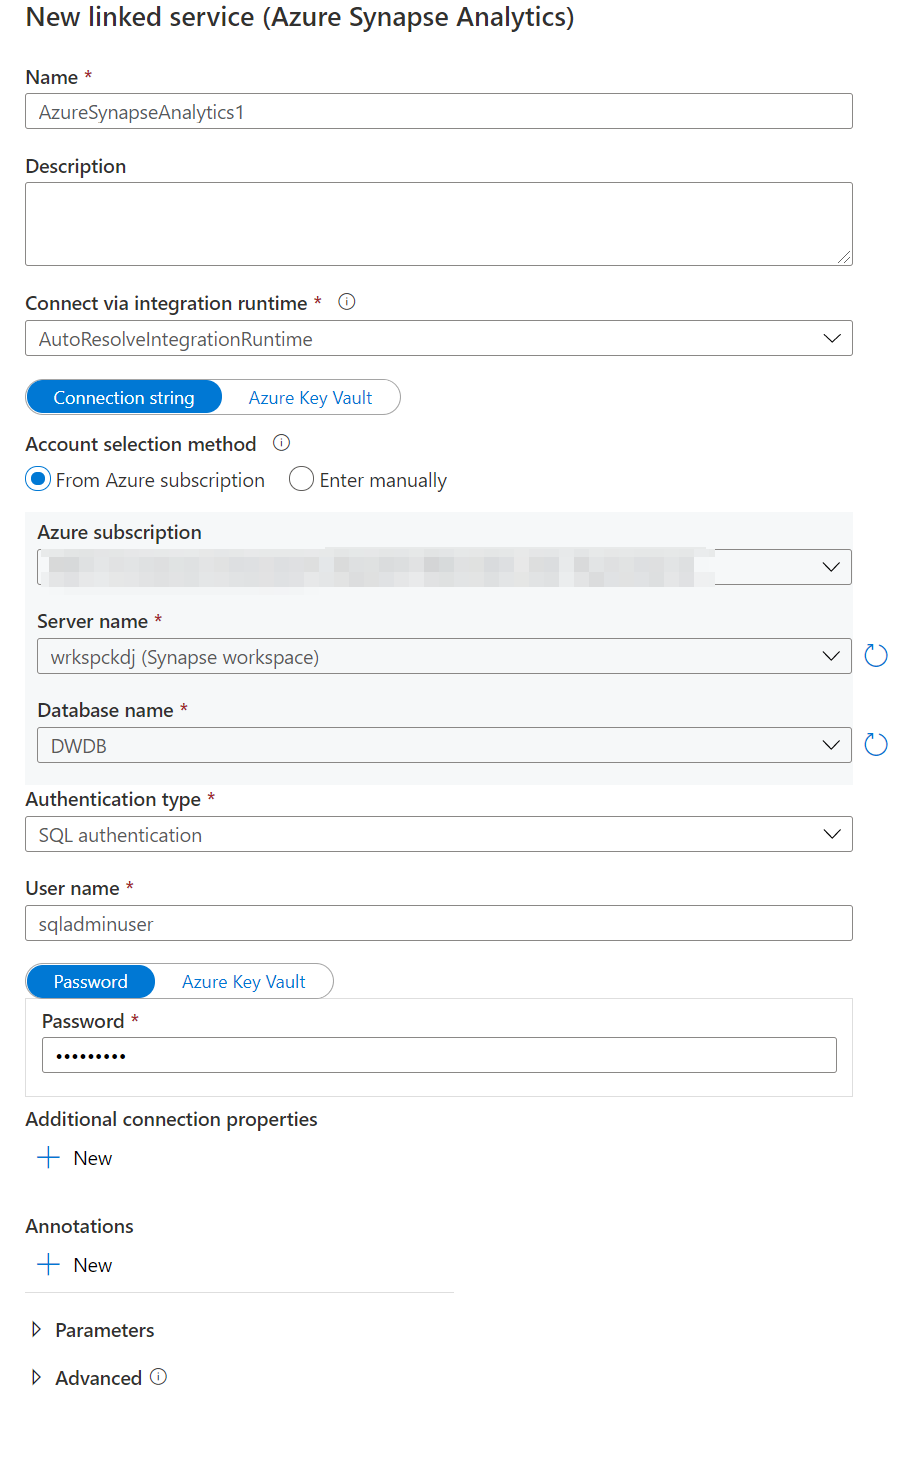 New linked service (Azure Synapse Analytics)
Name *
AzureSynapseAnalytics1
Description
Connect via integration runtime *
AutoResolveIntegrationRuntime
Connection string Azure Key Vault
Account selection method
From Azure subscription Enter manually
Azure subscription
Server name *
wrkspckdj (Synapse workspace)
Database name *
DWDB
Authentication type *
SQL authentication
User name *
sqladminuser
Password Azure Key Vault
Password *
•••••••••
Additional connection properties
New
Annotations
New
Parameters
Advanced